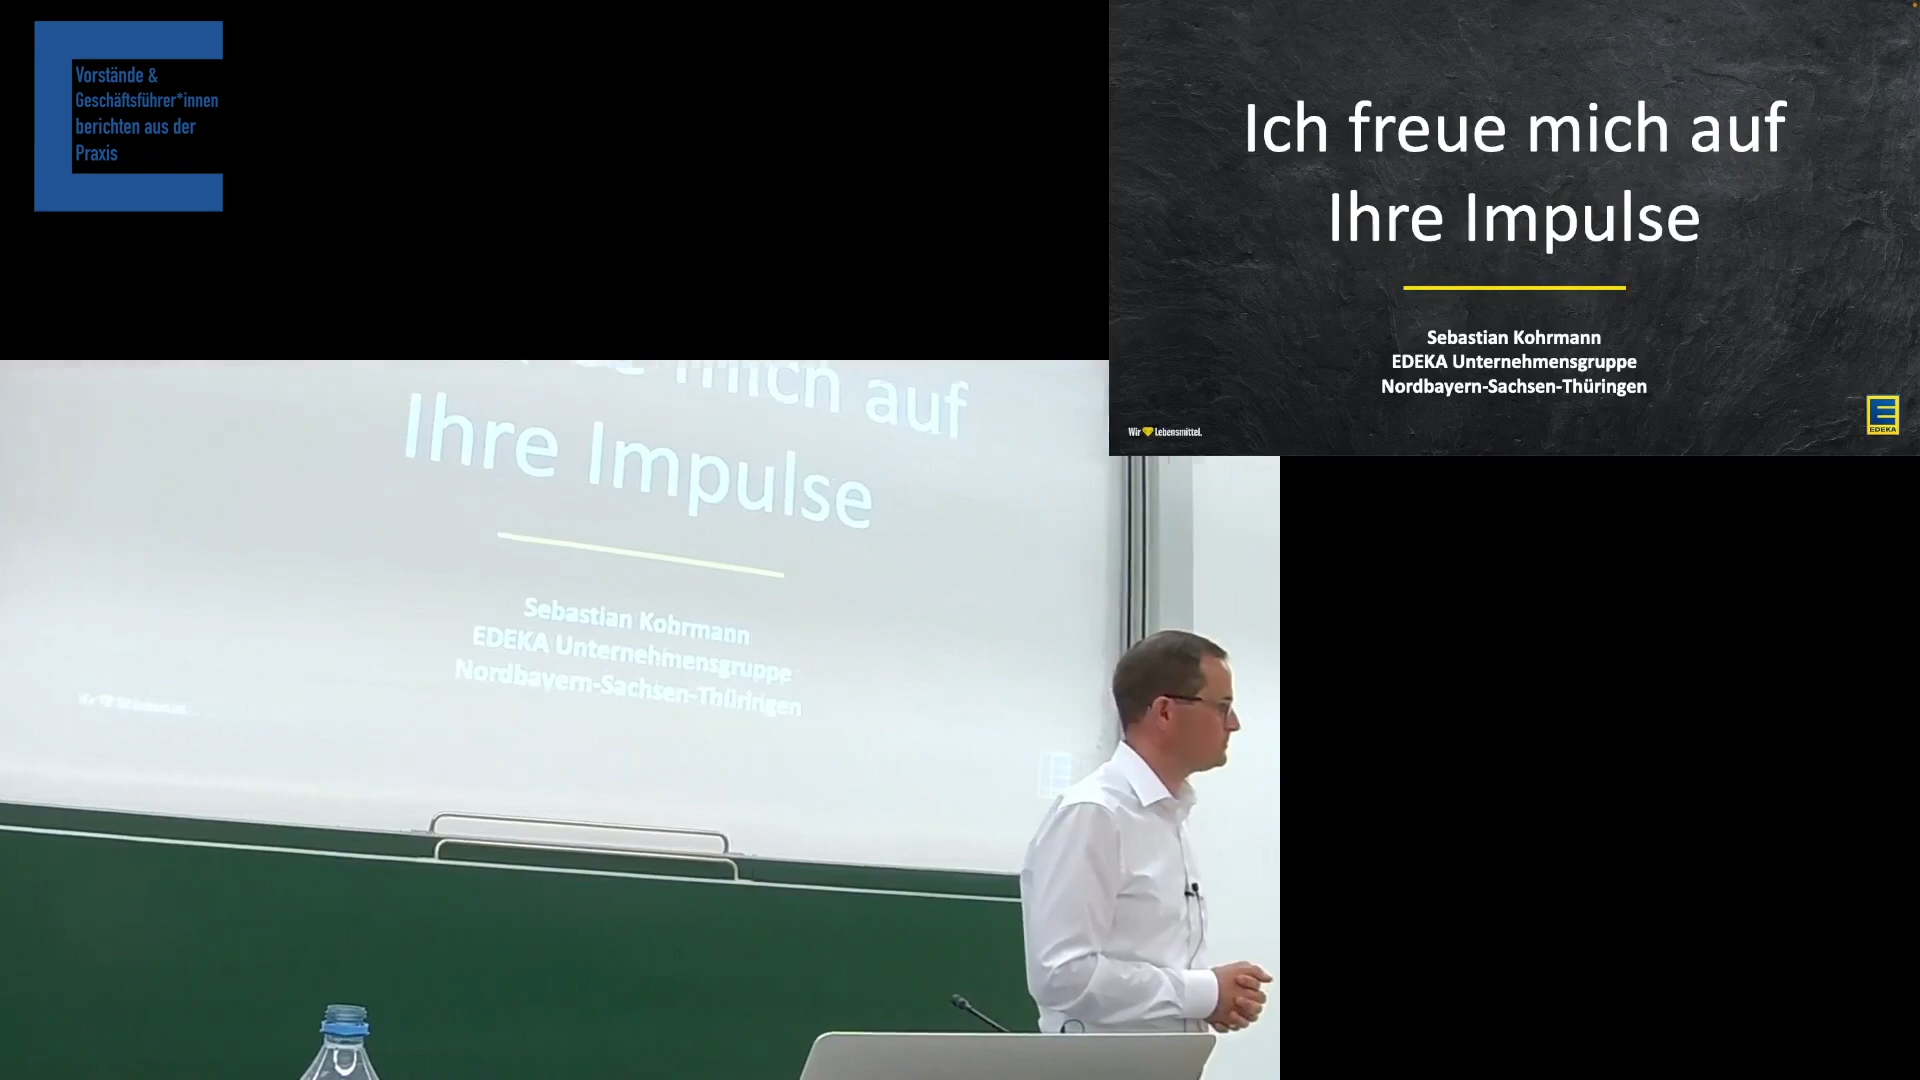 Vorstände &
Geschäftsführer*innen
berichten aus der
Praxis
Ich freue mich auf
Ihre Impulse
Sebastian Kohrmann
EDEKA Unternehmensgruppe
Nordbayern-Sachsen-Thüringen
Wir Lebensmittel.
EDEKA
mich auf
Ihre Impulse
Sebastian Kohrmann
EDEKA Unternehmensgruppe
Nordbayern-Sachsen-Thüringen